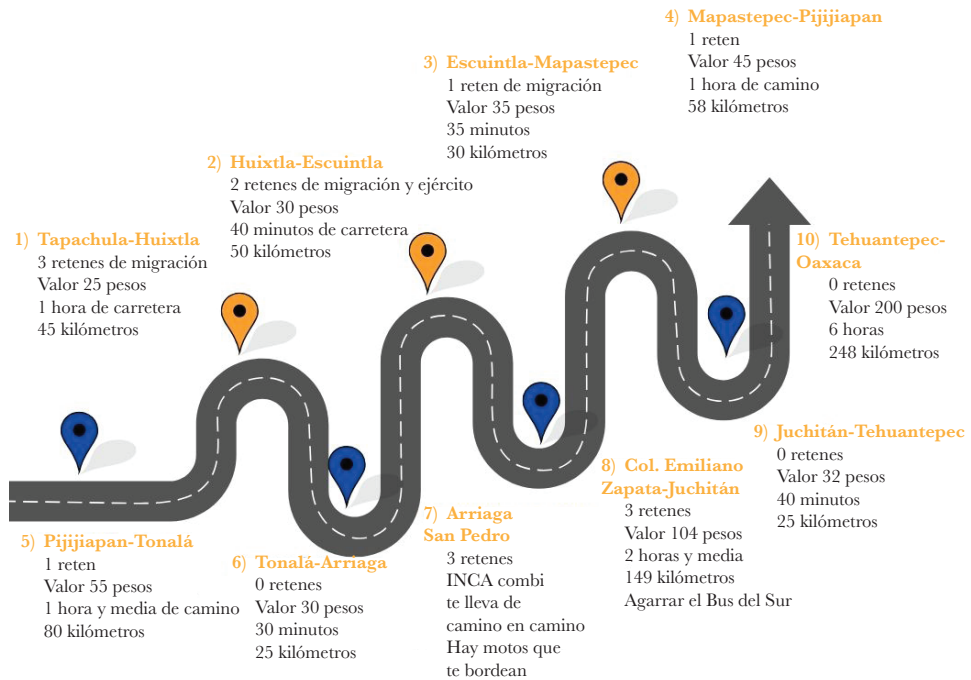 1) Tapachula-Huixtla
3 retenes de migración
Valor 25 pesos
1 hora de carretera
45 kilómetros
2) Huixtla-Escuintla
2 retenes de migración y ejército
Valor 30 pesos
40 minutos de carretera
50 kilómetros
3) Escuintla-Mapastepec
1 reten de migración
Valor 35 pesos
35 minutos
30 kilómetros
4) Mapastepec-Pijijiapan
1 reten
Valor 45 pesos
1 hora de camino
58 kilómetros
5) Pijijiapan-Tonalá
1 reten
Valor 55 pesos
1 hora y media de camino
80 kilómetros
6) Tonalá-Arriaga
0 retenes
Valor 30 pesos
30 minutos
25 kilómetros
7) Arriaga
San Pedro
3 retenes
INCA combi
te lleva de
camino en camino
Hay motos que
te bordean
8) Col. Emiliano
Zapata-Juchitán
3 retenes
Valor 104 pesos
2 horas y media
149 kilómetros
Agarrar el Bus del Sur
9) Juchitán-Tehuantepec
0 retenes
Valor 32 pesos
40 minutos
25 kilómetros
10) Tehuantepec-
Oaxaca
0 retenes
Valor 200 pesos
6 horas
248 kilómetros